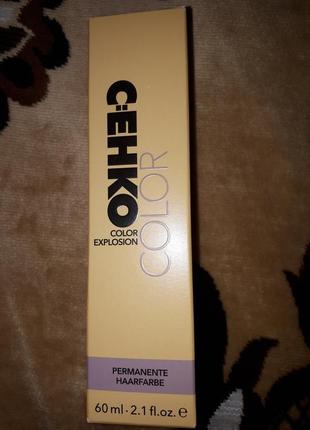 C:EHKO
COLOR
EXPLOSION
COLOR
PERMANENTE
HAARFARBE
60 ml · 2.1 fl.oz. ℮